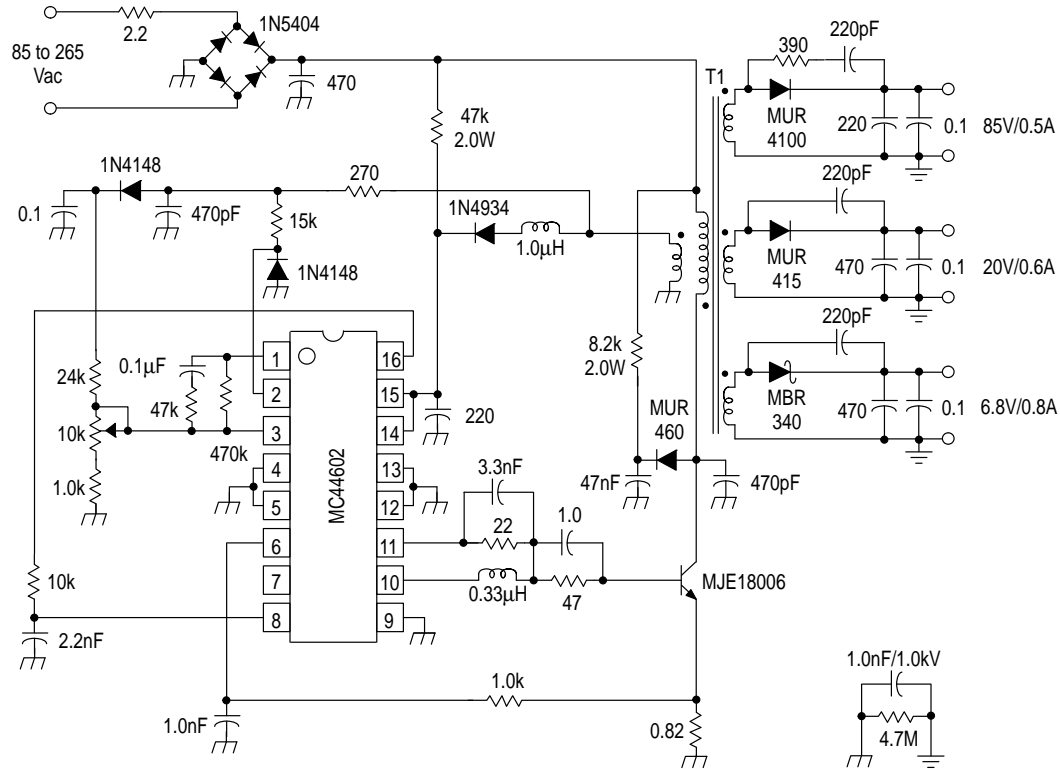 2.2
1N5404
85 to 265
Vac
470
47k
2.0W
T1
390
220pF
MUR
4100
220
0.1
85V/0.5A
1N4148
0.1
470pF
270
15k
1N4148
1N4934
1.0µH
220pF
MUR
415
470
0.1
20V/0.6A
8.2k
2.0W
220pF
MBR
340
470
0.1
6.8V/0.8A
0.1µF
47k
470k
24k
10k
1.0k
1
2
3
4
5
6
7
8
MC44602
16
15
14
13
12
11
10
9
220
MUR
460
47nF
470pF
3.3nF
22
1.0
0.33µH
47
MJE18006
10k
2.2nF
1.0nF
1.0k
0.82
1.0nF/1.0kV
4.7M